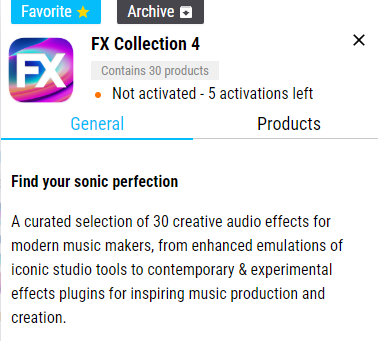 Favorite
Archive
FX
FX Collection 4
Contains 30 products
Not activated - 5 activations left
General
Products
Find your sonic perfection
A curated selection of 30 creative audio effects for
modern music makers, from enhanced emulations of
iconic studio tools to contemporary & experimental
effects plugins for inspiring music production and
creation.